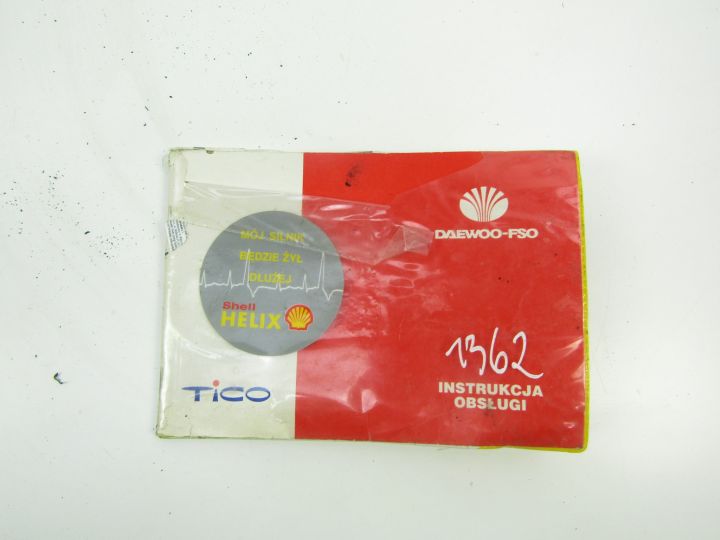 MÓJ SILNIK
BĘDZIE ŻYŁ
DŁUŻEJ
Shell
HELIX
TICO
DAEWOO-FSO
1362
INSTRUKCJA
OBSŁUGI